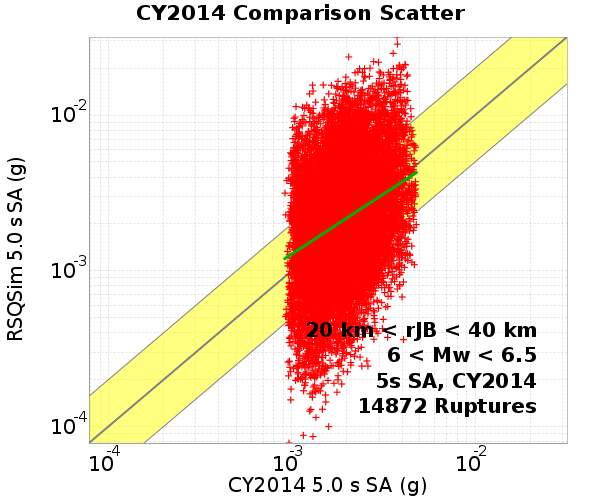 CY2014 Comparison Scatter
RSQSim 5.0 s SA (g)
10-2
10-3
10-4
20 km < rJB < 40 km
6 < Mw < 6.5
5s SA, CY2014
14872 Ruptures
10-4
10-3
10-2
CY2014 5.0 s SA (g)